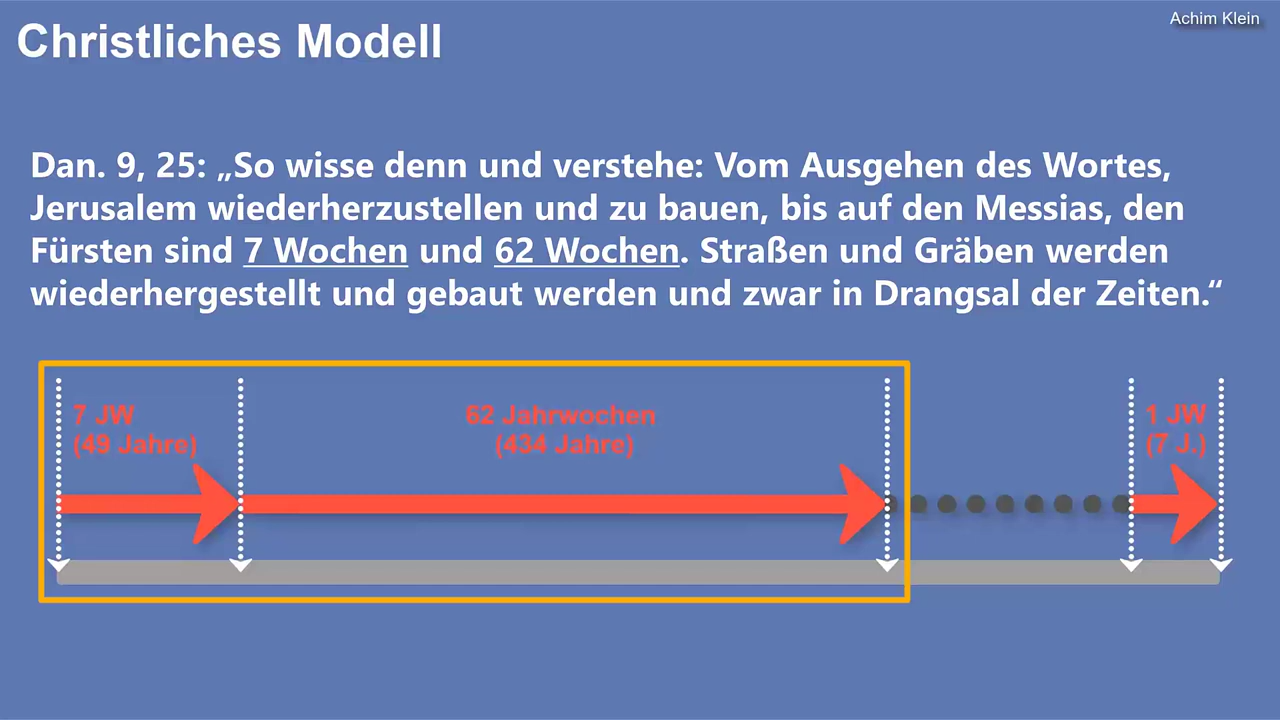 Achim Klein
Christliches Modell
Dan. 9, 25: „So wisse denn und verstehe: Vom Ausgehen des Wortes,
Jerusalem wiederherzustellen und zu bauen, bis auf den Messias, den
Fürsten sind 7 Wochen und 62 Wochen. Straßen und Gräben werden
wiederhergestellt und gebaut werden und zwar in Drangsal der Zeiten.“
7 JW
(49 Jahre)
62 Jahrwochen
(434 Jahre)
1 JW
(7 J.)